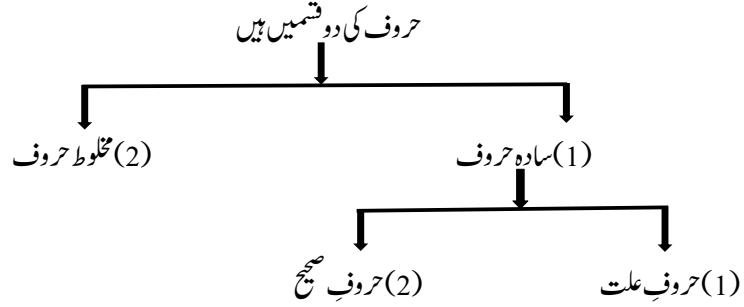 حروف کی دو قسمیں ہیں
(1) سادہ حروف
(2) مخلوط حروف
(1) حروفِ علت
(2) حروفِ صحیح